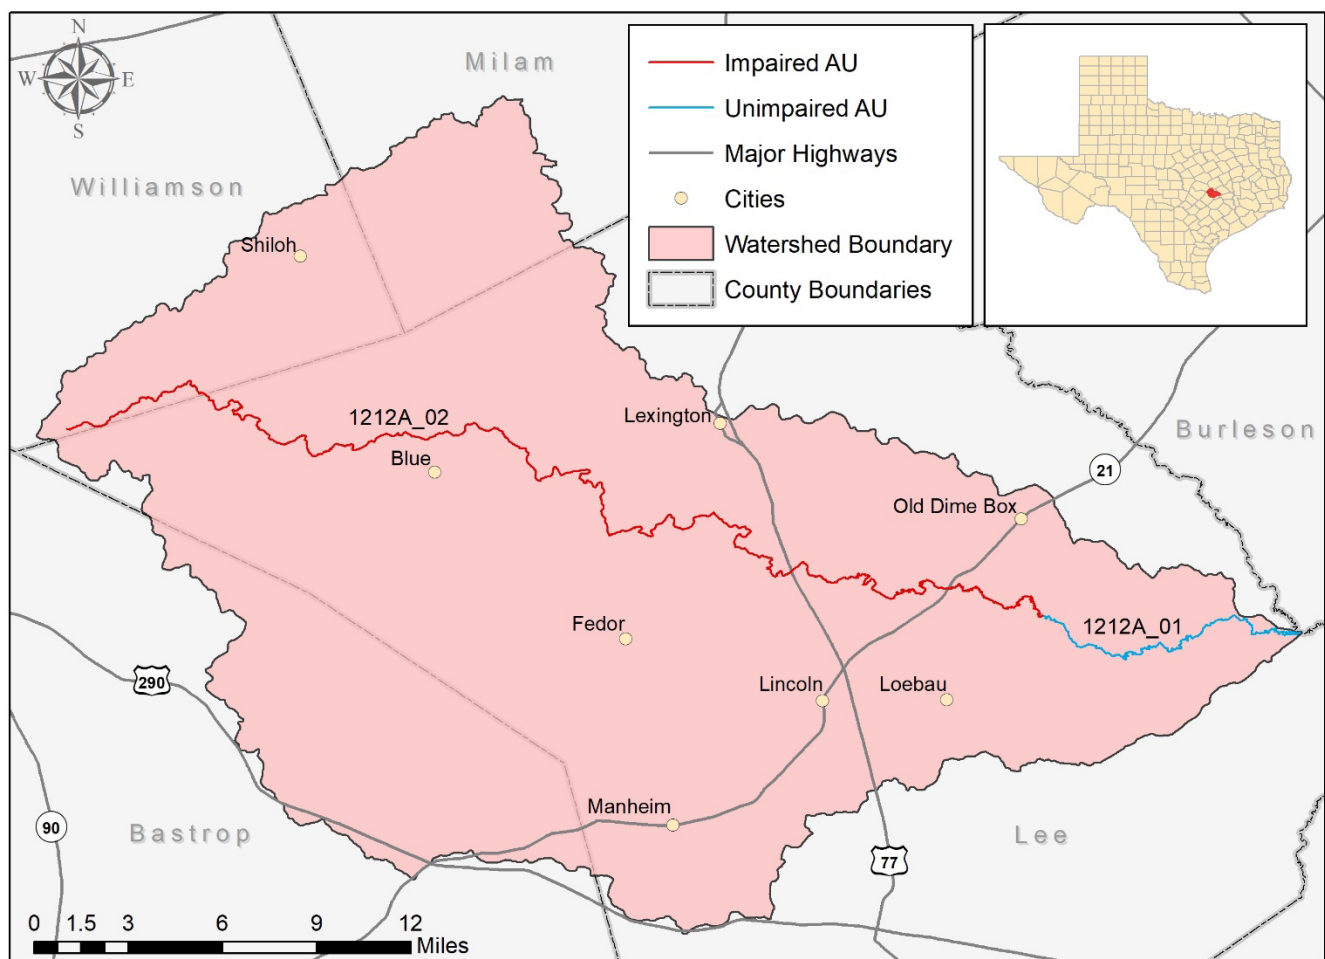 N
W E
S
Milam
Williamson
Impaired AU
Unimpaired AU
Major Highways
Cities
Watershed Boundary
County Boundaries
Shiloh
1212A_02
Blue
Lexington
Burleson
21
Old Dime Box
1212A_01
Fedor
290
Lincoln
Loebau
Manheim
Bastrop
90
Lee
77
0 1.5 3 6 9 12
Miles